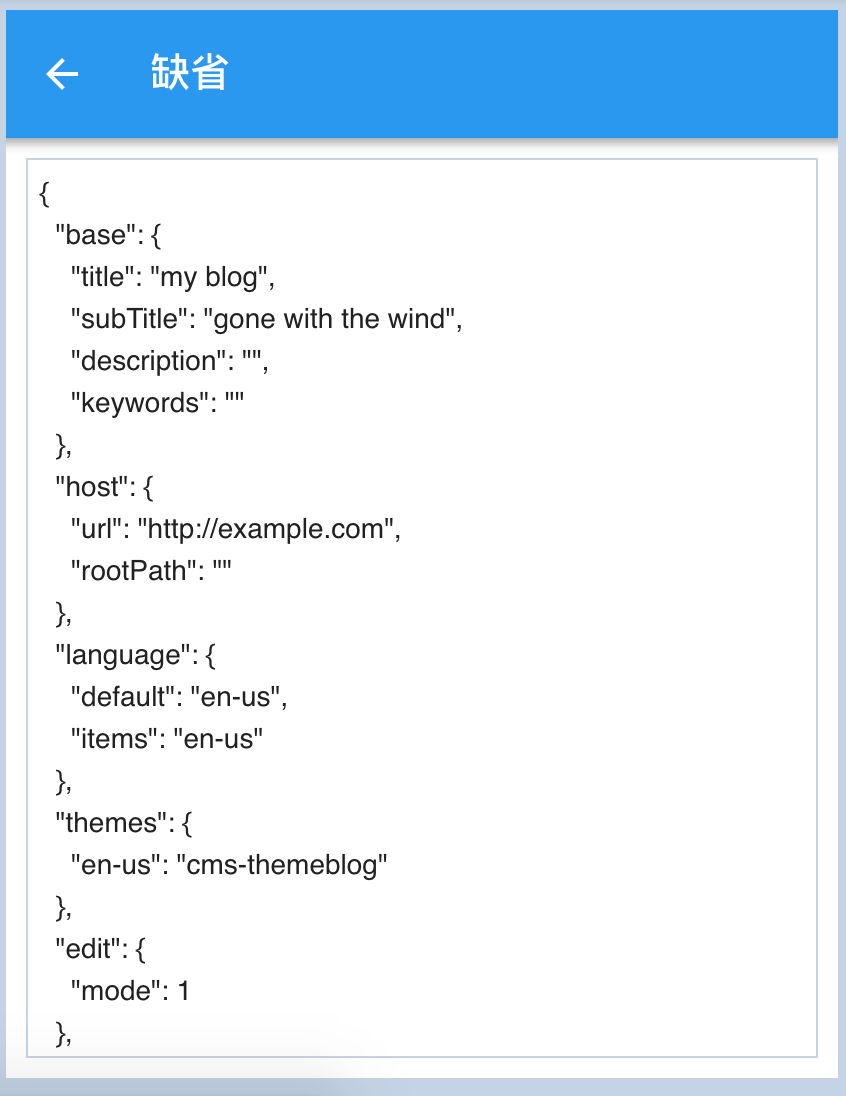 缺省
{
  "base": {
    "title": "my blog",
    "subTitle": "gone with the wind",
    "description": "",
    "keywords": ""
  },
  "host": {
    "url": "http://example.com",
    "rootPath": ""
  },
  "language": {
    "default": "en-us",
    "items": "en-us"
  },
  "themes": {
    "en-us": "cms-themeblog"
  },
  "edit": {
    "mode": 1
  },